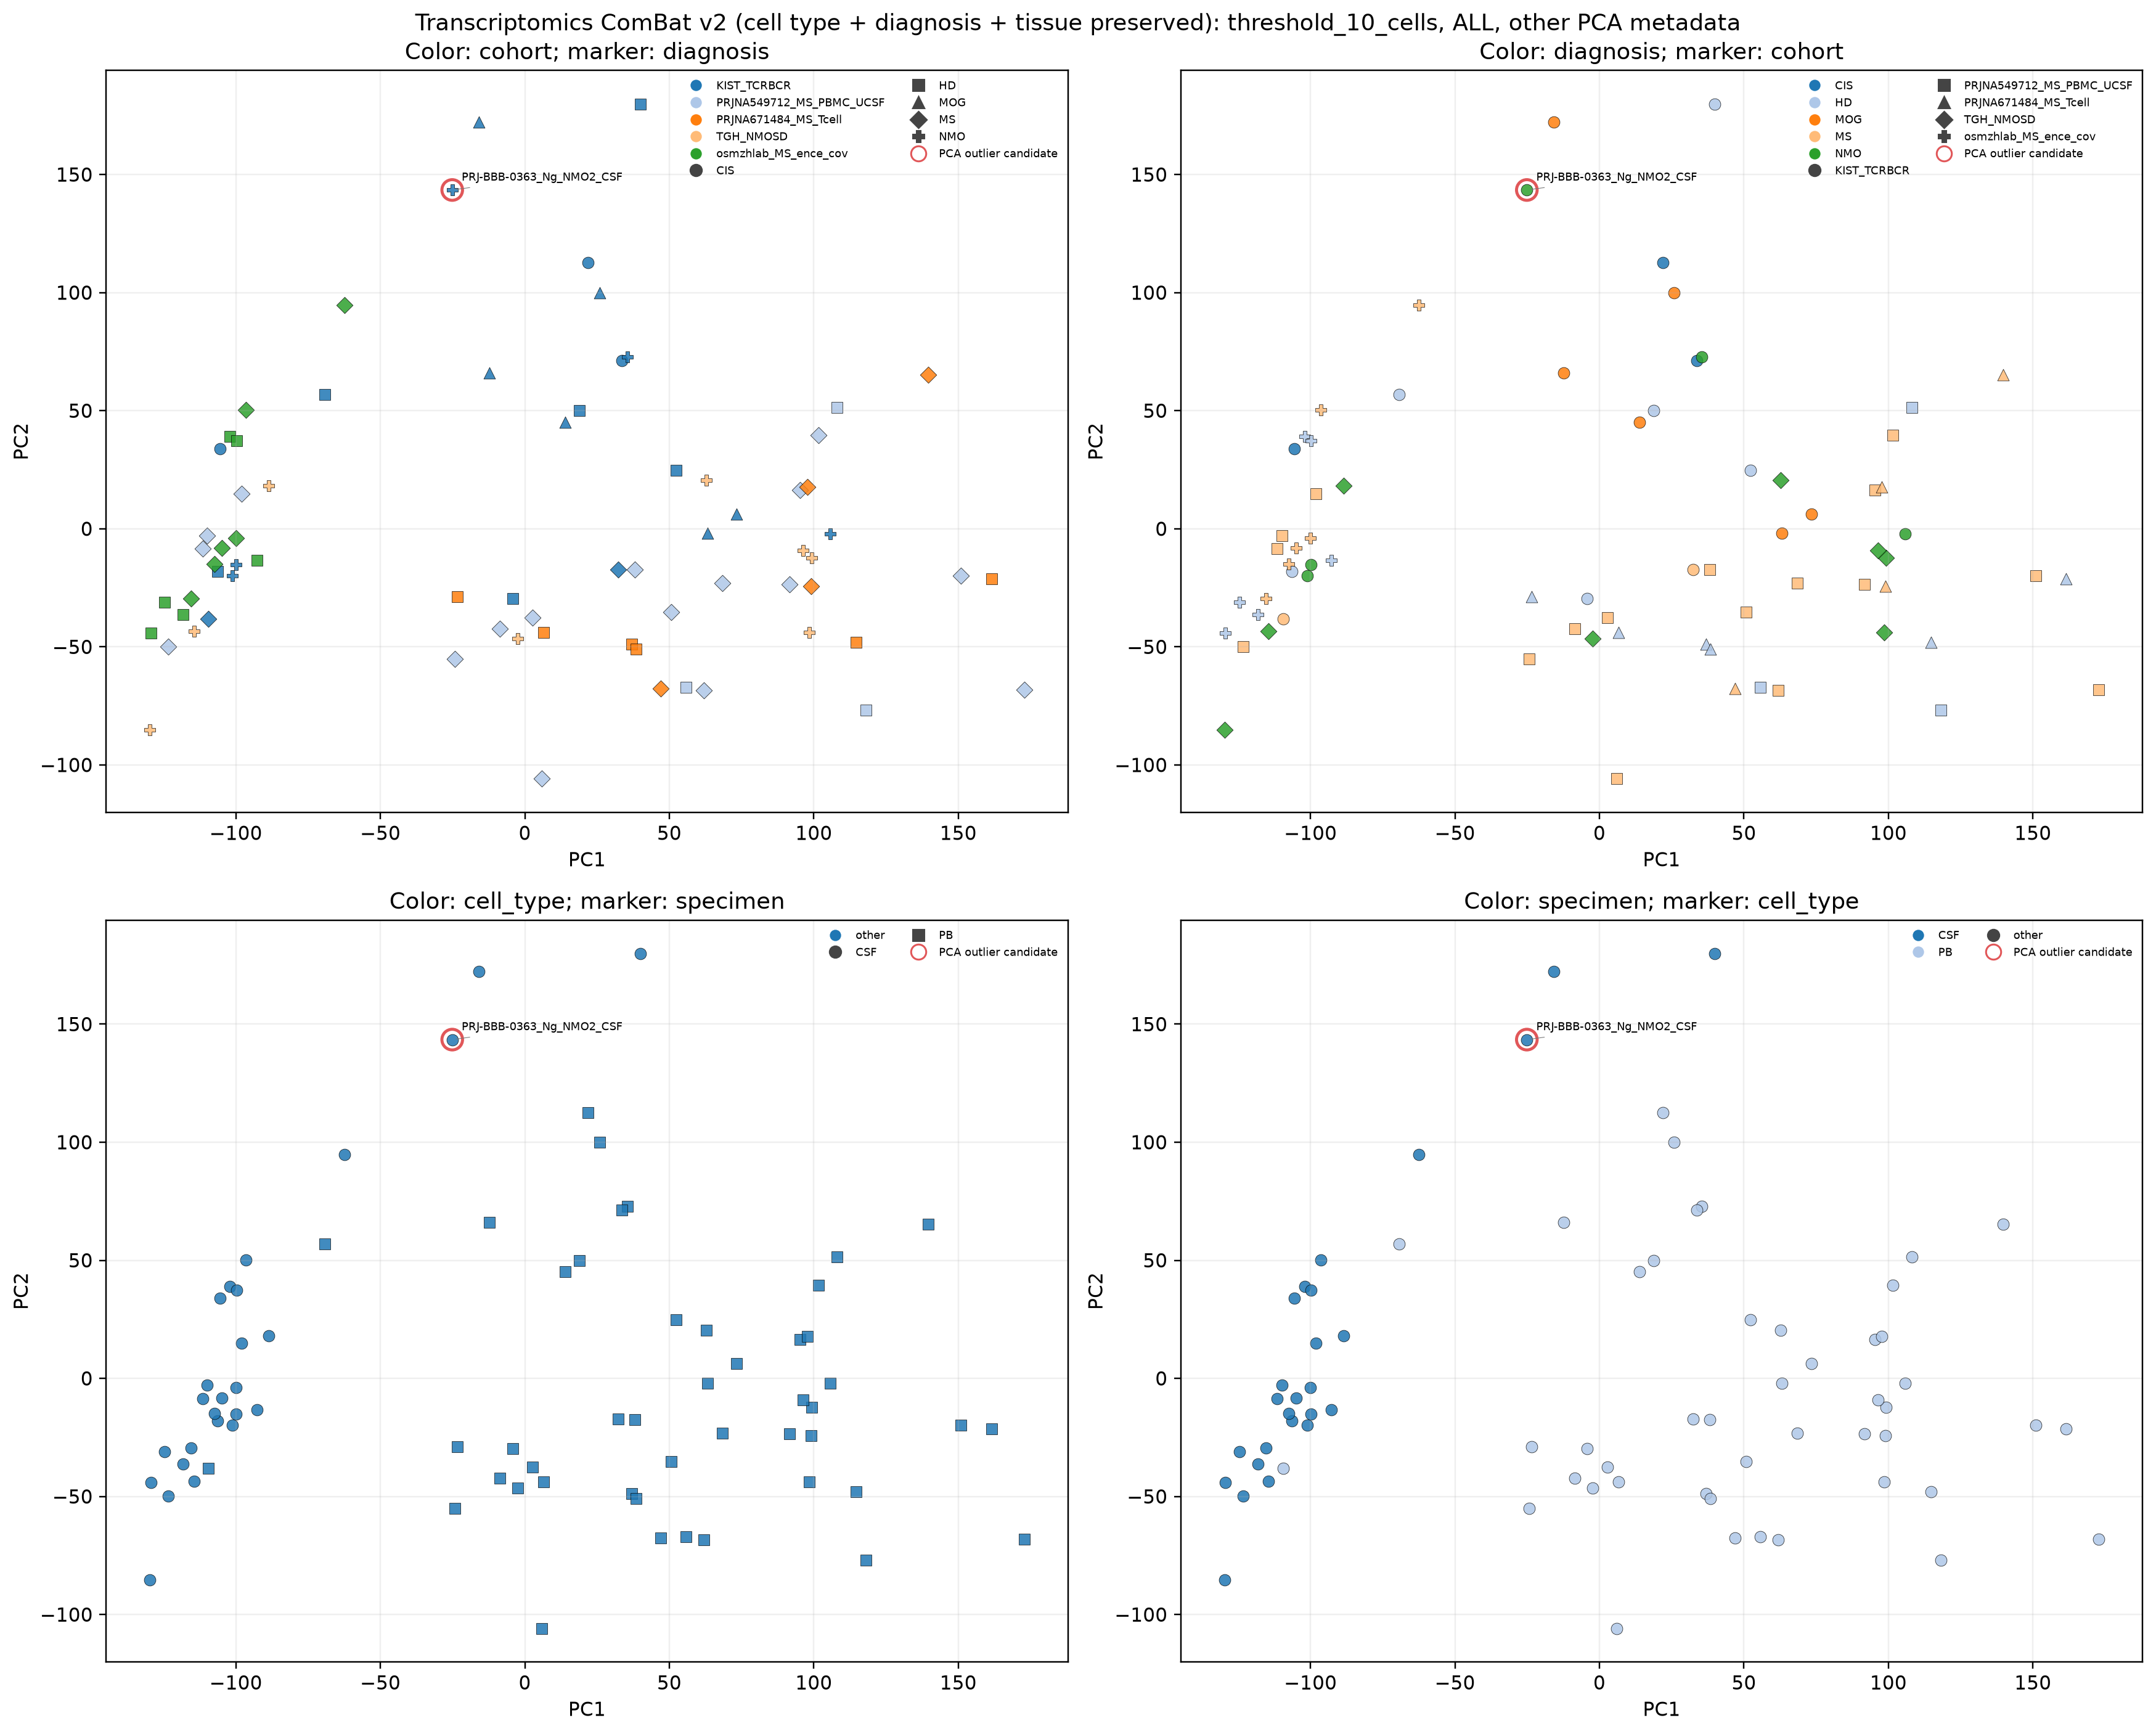 Transcriptomics ComBat v2 (cell type + diagnosis + tissue preserved): threshold_10_cells, ALL, other PCA metadata
Color: cohort; marker: diagnosis
KIST_TCRBCR
PRJNA549712_MS_PBMC_UCSF
PRJNA671484_MS_Tcell
TGH_NMOSD
osmzhlab_MS_ence_cov
CIS
HD
MOG
MS
NMO
PCA outlier candidate
PRJ-BBB-0363_Ng_NMO2_CSF
PC2
150
100
50
0
−50
−100
−100
−50
0
50
100
150
PC1
Color: diagnosis; marker: cohort
CIS
HD
MOG
MS
NMO
KIST_TCRBCR
PRJNA549712_MS_PBMC_UCSF
PRJNA671484_MS_Tcell
TGH_NMOSD
osmzhlab_MS_ence_cov
PCA outlier candidate
PRJ-BBB-0363_Ng_NMO2_CSF
PC2
150
100
50
0
−50
−100
−100
−50
0
50
100
150
PC1
Color: cell_type; marker: specimen
other
CSF
PB
PCA outlier candidate
PRJ-BBB-0363_Ng_NMO2_CSF
PC2
150
100
50
0
−50
−100
−100
−50
0
50
100
150
PC1
Color: specimen; marker: cell_type
CSF
PB
other
PCA outlier candidate
PRJ-BBB-0363_Ng_NMO2_CSF
PC2
150
100
50
0
−50
−100
−100
−50
0
50
100
150
PC1